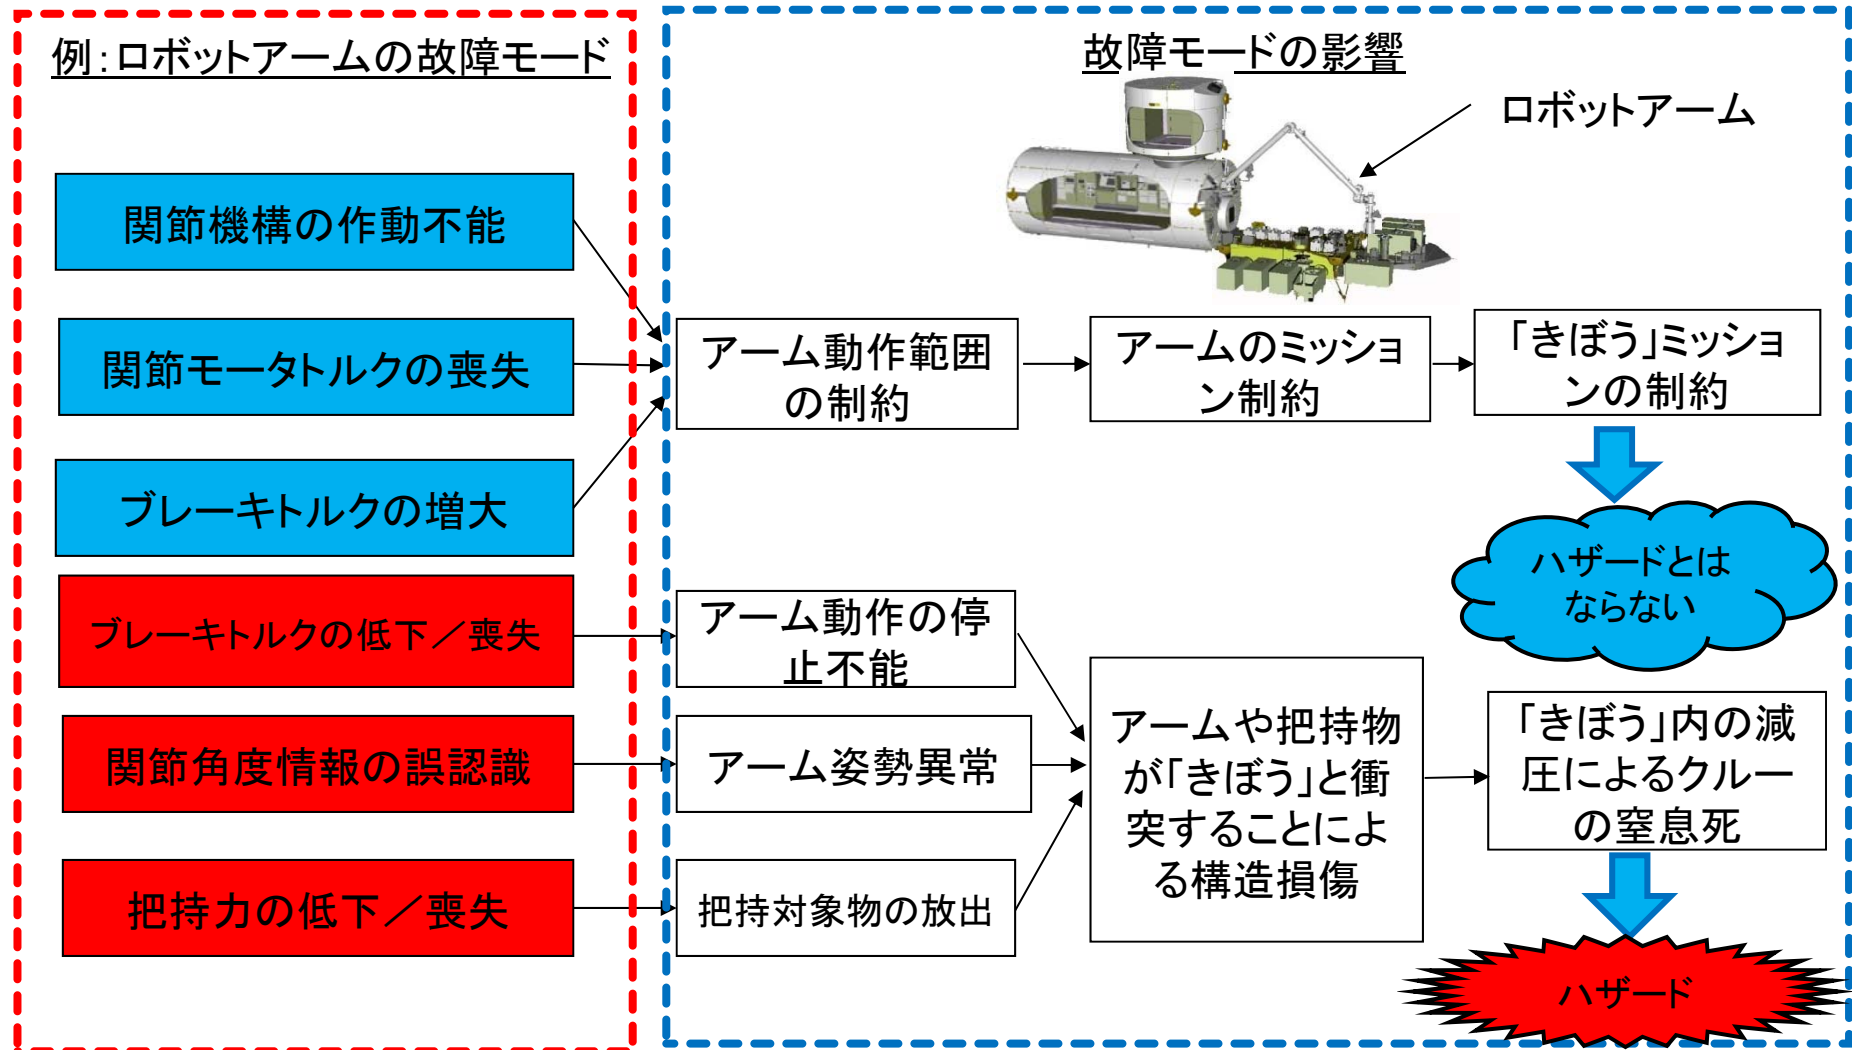 例：ロボットアームの故障モード
関節機構の作動不能
関節モータトルクの喪失
ブレーキトルクの増大
ブレーキトルクの低下／喪失
関節角度情報の誤認識
把持力の低下／喪失
故障モードの影響
ロボットアーム
アーム動作範囲
の制約
アームのミッショ
ン制約
「きぼう」ミッショ
ンの制約
ハザードとは
ならない
アーム動作の停
止不能
アーム姿勢異常
把持対象物の放出
アームや把持物
が「きぼう」と衝
突することによ
る構造損傷
「きぼう」内の減
圧によるクルー
の窒息死
ハザード